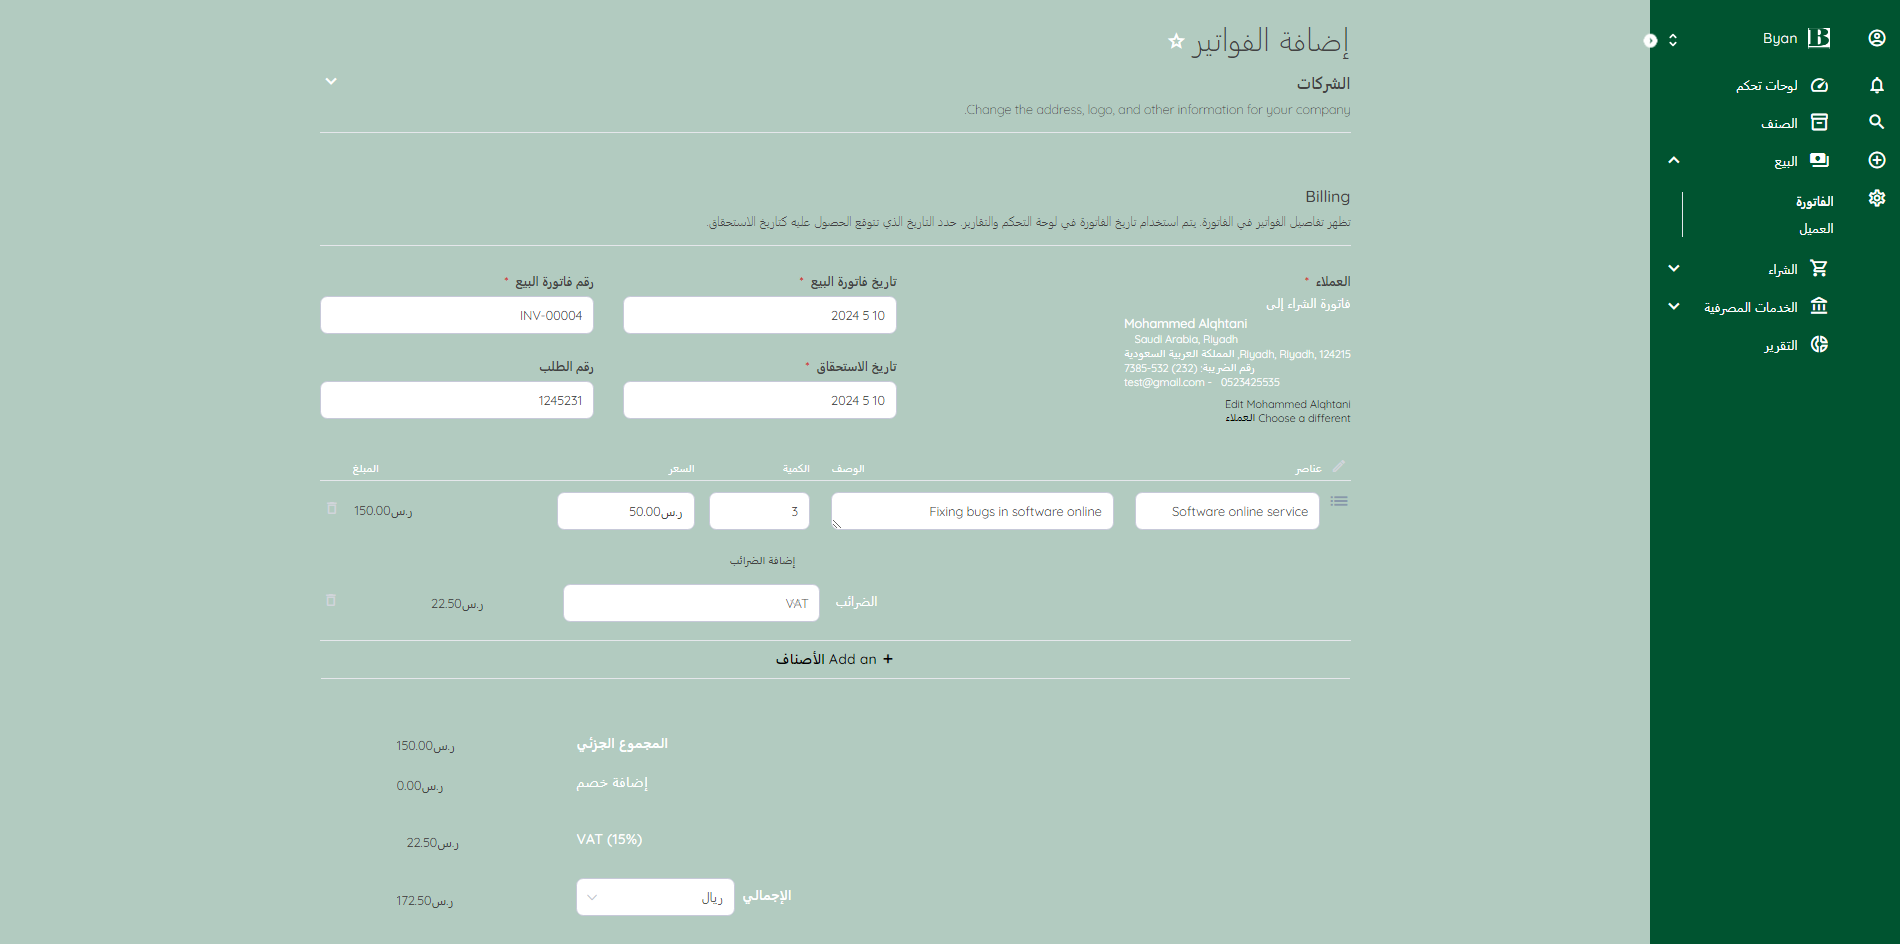 Byan
لوحات تحكم
الصنف
البيع
الفاتورة
العميل
الشراء
الخدمات المصرفية
التقرير
إضافة الفواتير
الشركات
Change the address, logo, and other information for your company.
Billing
تظهر تفاصيل الفواتير في الفاتورة. يتم استخدام تاريخ الفاتورة في لوحة التحكم والتقارير. حدد التاريخ الذي تتوقع الحصول عليه كتاريخ الاستحقاق.
العملاء *
فاتورة الشراء إلى
Mohammed Alqhtani
Saudi Arabia, Riyadh
Riyadh, Riyadh, 124215, المملكة العربية السعودية
رقم الضريبة: (232) 532-7385
test@gmail.com - 0523425535
Edit Mohammed Alqhtani
Choose a different العملاء
تاريخ فاتورة البيع *
2024 5 10
رقم فاتورة البيع *
INV-00004
تاريخ الاستحقاق *
2024 5 10
رقم الطلب
1245231
عناصر الوصف الكمية السعر المبلغ
Software online service Fixing bugs in software online 3 ر.س50.00 ر.س150.00
إضافة الضرائب
الضرائب VAT ر.س22.50
+ Add an الأصناف
المجموع الجزئي ر.س150.00
إضافة خصم ر.س0.00
VAT (15%) ر.س22.50
الإجمالي ريال ر.س172.50